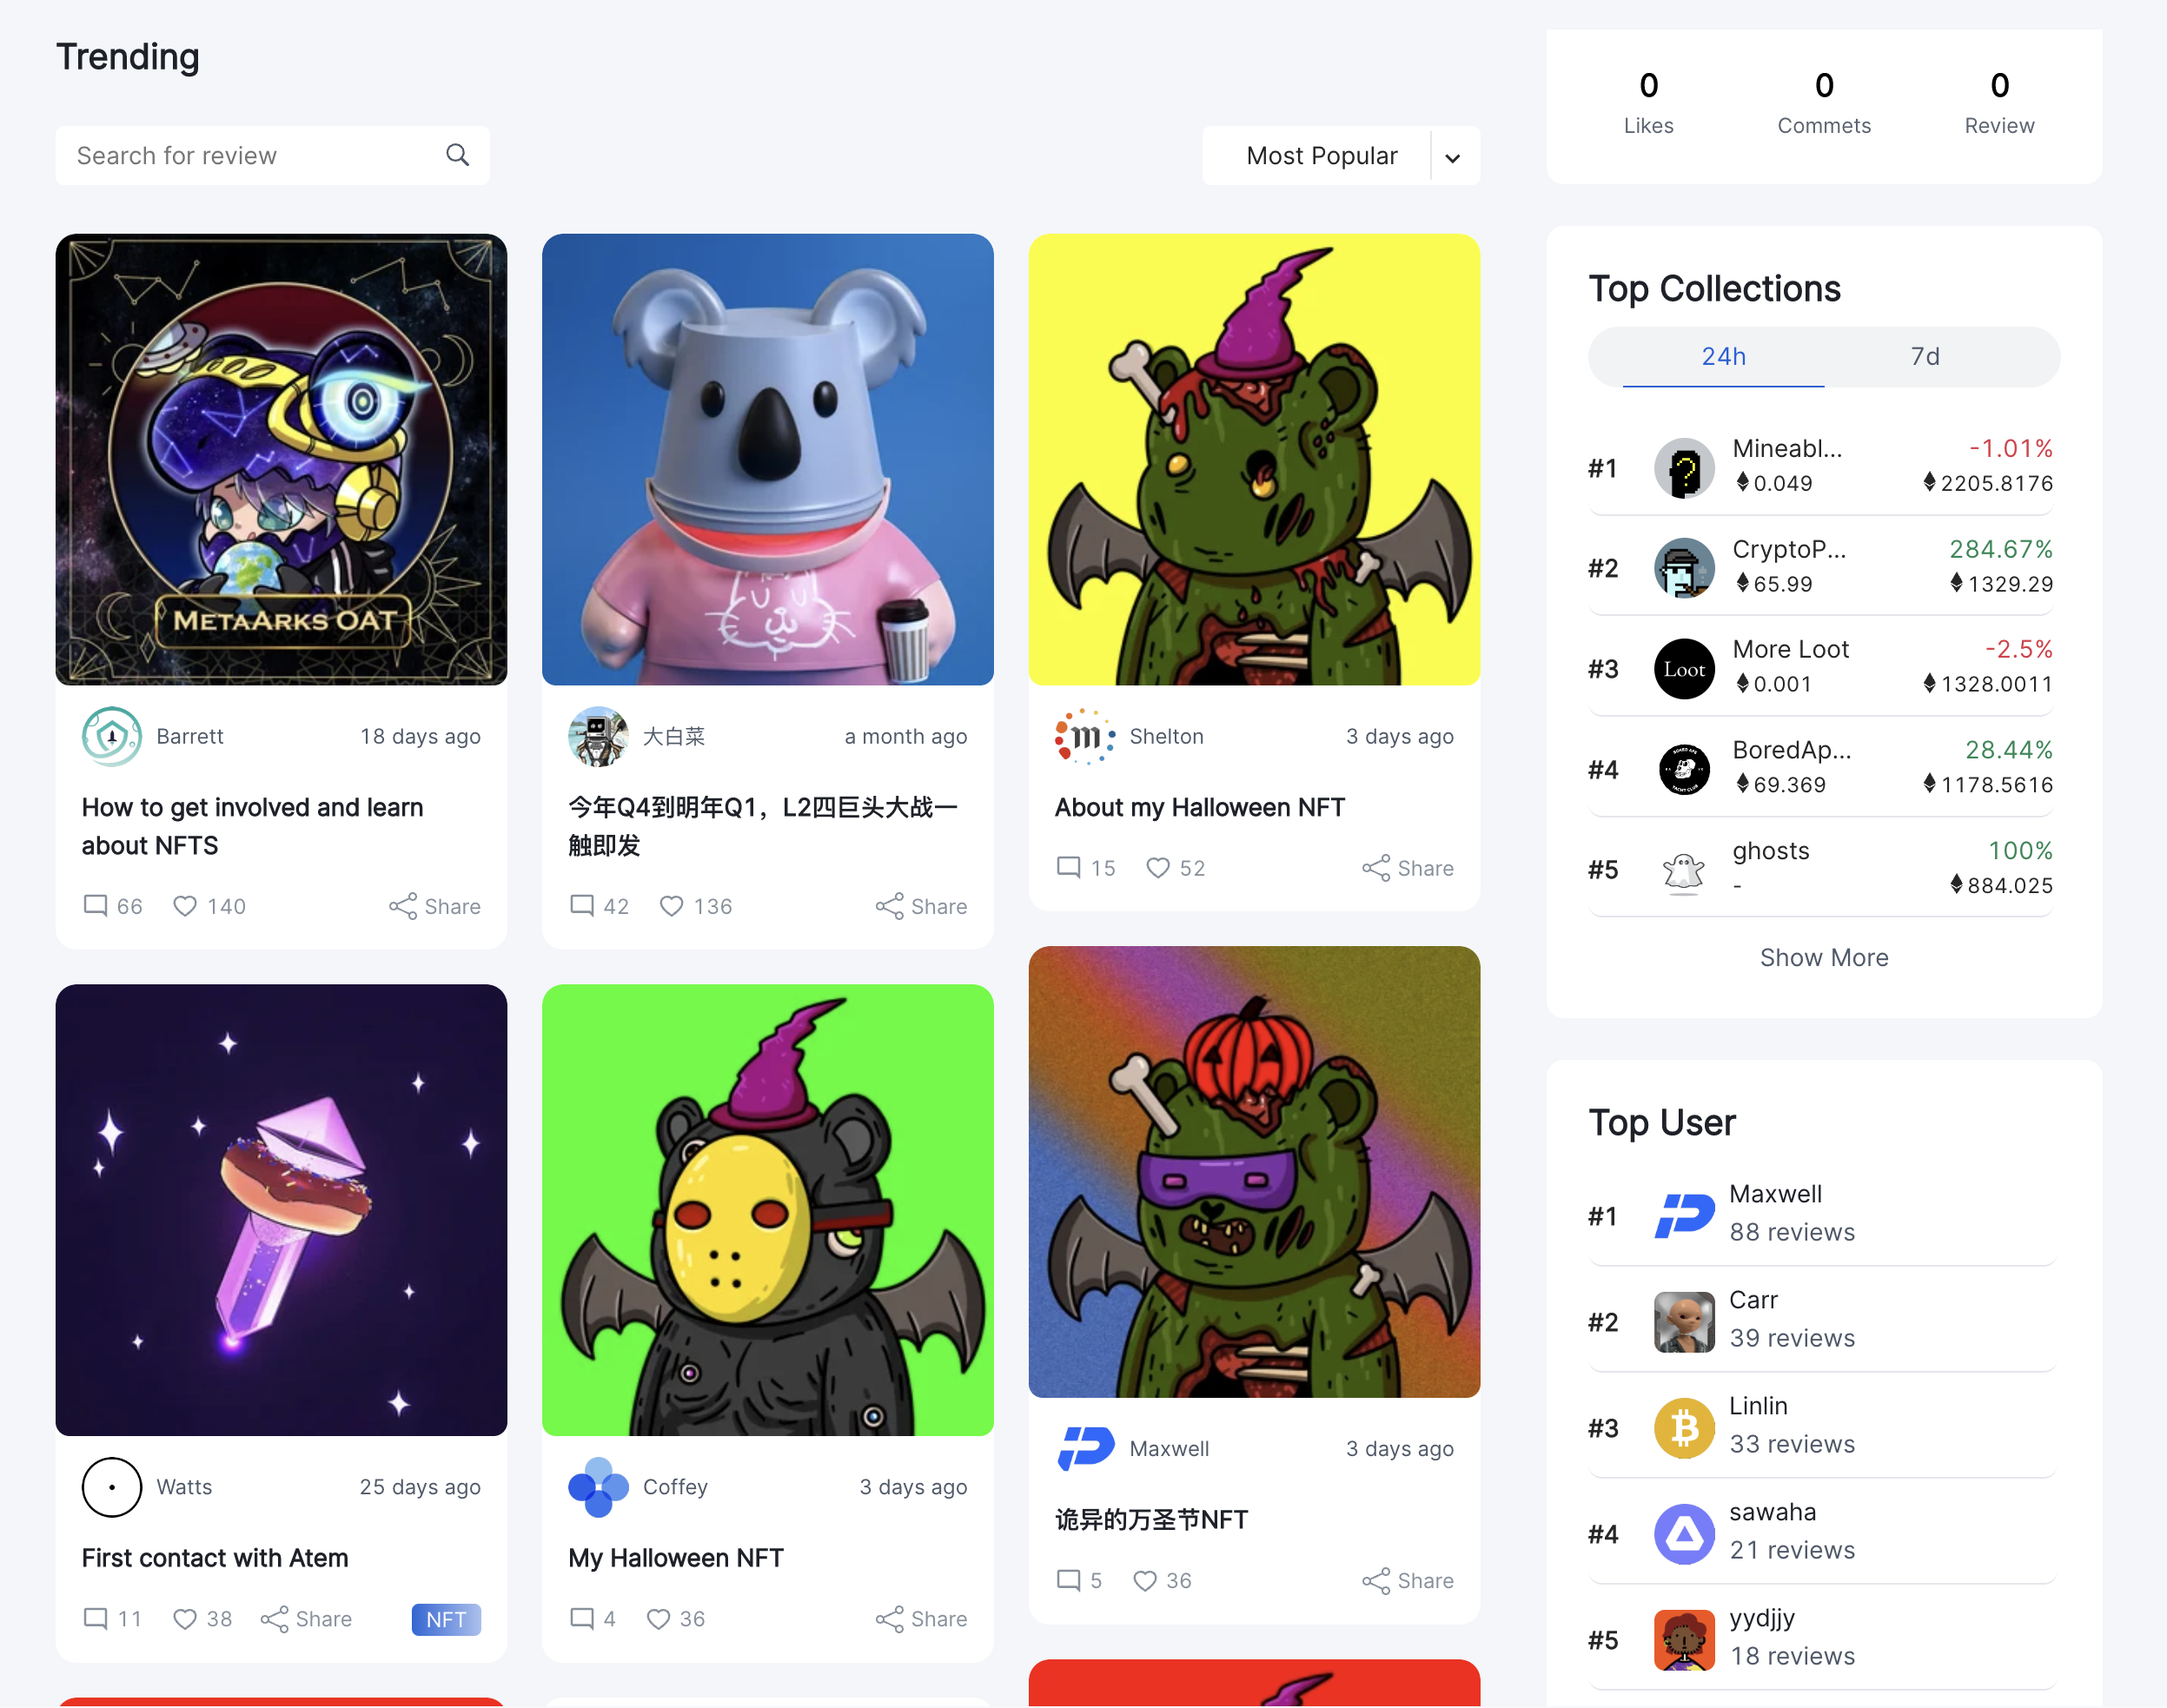 Trending
Search for review
Most Popular
METAARKS OAT
Barrett
18 days ago
How to get involved and learn
about NFTS
66
140
Share
大白菜
a month ago
今年Q4到明年Q1，L2四巨头大战一
触即发
42
136
Share
m
Shelton
3 days ago
About my Halloween NFT
15
52
Share
Watts
25 days ago
First contact with Atem
11
38
Share
NFT
Coffey
3 days ago
My Halloween NFT
4
36
Share
Maxwell
3 days ago
诡异的万圣节NFT
5
36
Share
0
Likes
0
Commets
0
Review
Top Collections
24h
7d
#1
?
Mineabl...
-1.01%
0.049
2205.8176
#2
CryptoP...
284.67%
65.99
1329.29
#3
Loot
More Loot
-2.5%
0.001
1328.0011
#4
BORED APE
YACHT CLUB
BoredAp...
28.44%
69.369
1178.5616
#5
ghosts
100%
-
884.025
Show More
Top User
#1
Maxwell
88 reviews
#2
Carr
39 reviews
#3
Linlin
33 reviews
#4
sawaha
21 reviews
#5
yydjjy
18 reviews